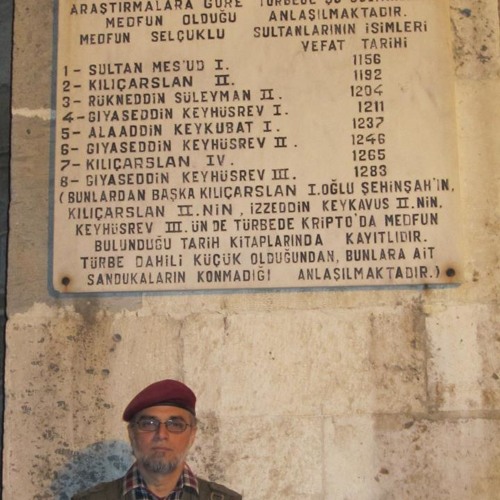 ARAŞTIRMALARA GÖRE TÜRBEDE ŞU
MEDFUN OLDUĞU ANLAŞILMAKTADIR.
MEDFUN SELÇUKLU SULTANLARININ İSİMLERİ
VEFAT TARİHİ
1- SULTAN MES'UD I. 1156
2- KILIÇARSLAN II. 1192
3- RÜKNEDDİN SÜLEYMAN II. 1204
4- GIYASEDDİN KEYHÜSREV I. 1211
5- ALAADDİN KEYKUBAT I. 1237
6- GIYASEDDİN KEYHÜSREV II. 1246
7- KILIÇARSLAN IV. 1265
8- GIYASEDDİN KEYHÜSREV III. 1283
(BUNLARDAN BAŞKA KILIÇARSLAN I.OĞLU ŞEHİNŞAH'IN,
KILIÇARSLAN II.NİN, İZZEDDİN KEYKAVUS II.NİN,
KEYHÜSREV III.ÜN DE TÜRBEDE KRİPTO'DA MEDFUN
BULUNDUĞU TARİH KİTAPLARINDA KAYITLIDIR.
TÜRBE DAHİLİ KÜÇÜK OLDUĞUNDAN, BUNLARA AİT
SANDUKALARIN KONMADIĞI ANLAŞILMAKTADIR.)